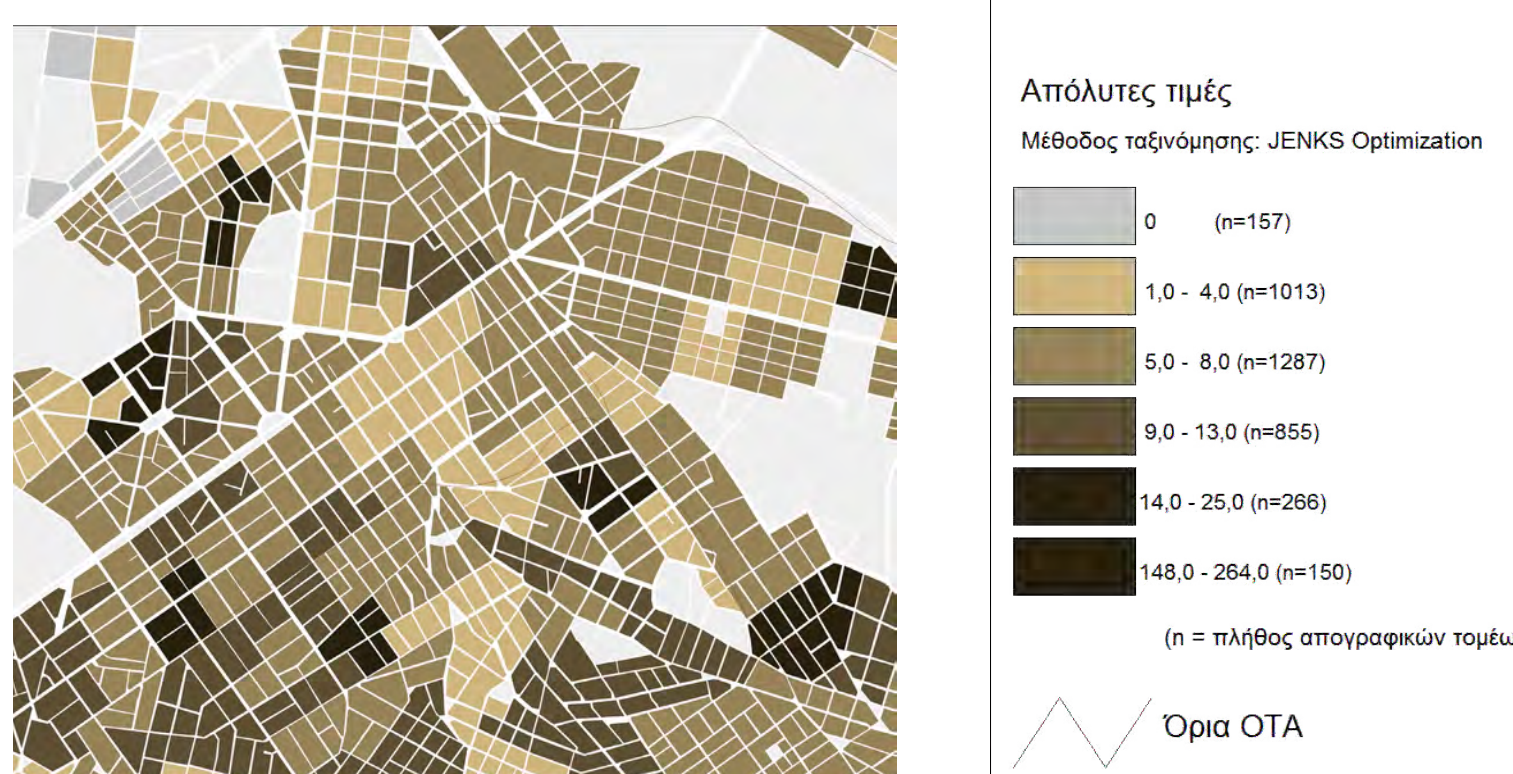 Απόλυτες τιμές
Μέθοδος ταξινόμησης: JENKS Optimization
0 (n=157)
1,0 - 4,0 (n=1013)
5,0 - 8,0 (n=1287)
9,0 - 13,0 (n=855)
14,0 - 25,0 (n=266)
148,0 - 264,0 (n=150)
(n = πλήθος απογραφικών τομέω
Όρια ΟΤΑ